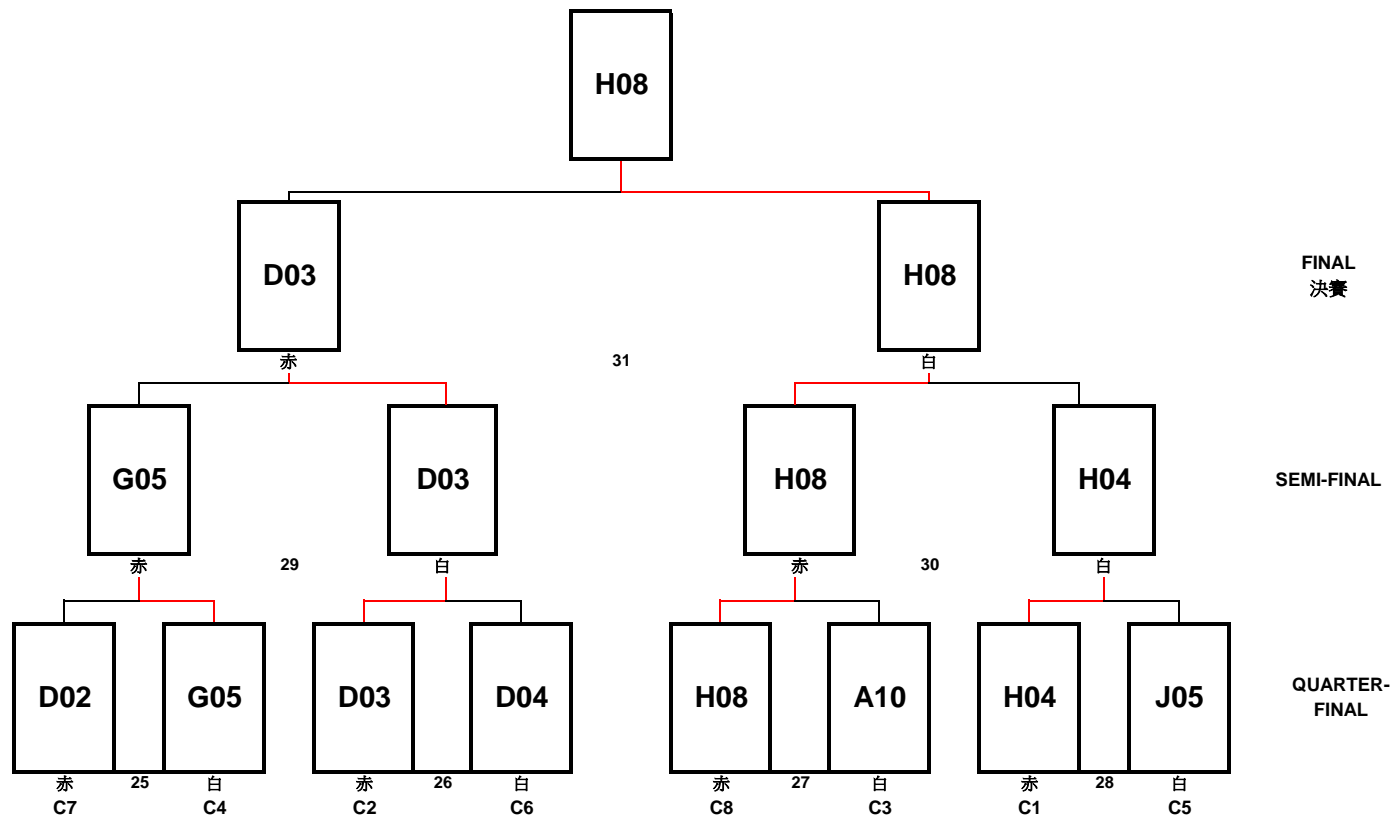 H08
D03
H08
FINAL
決賽
赤
31
白
G05
D03
H08
H04
SEMI-FINAL
赤
29
白
赤
30
白
D02
G05
D03
D04
H08
A10
H04
J05
QUARTER-
FINAL
赤
25
白
赤
26
白
赤
27
白
赤
28
白
C7
C4
C2
C6
C8
C3
C1
C5